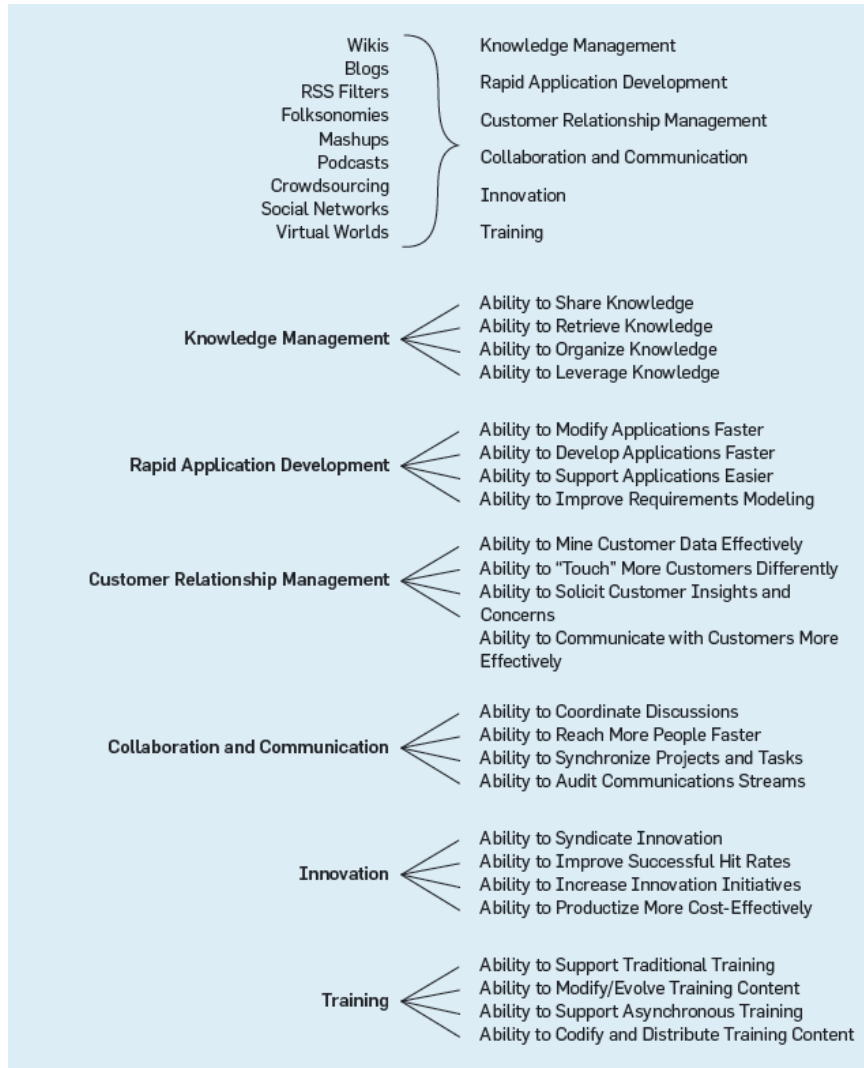 Wikis
Blogs
RSS Filters
Folksonomies
Mashups
Podcasts
Crowdsourcing
Social Networks
Virtual Worlds
Knowledge Management
Rapid Application Development
Customer Relationship Management
Collaboration and Communication
Innovation
Training
Knowledge Management
Ability to Share Knowledge
Ability to Retrieve Knowledge
Ability to Organize Knowledge
Ability to Leverage Knowledge
Rapid Application Development
Ability to Modify Applications Faster
Ability to Develop Applications Faster
Ability to Support Applications Easier
Ability to Improve Requirements Modeling
Customer Relationship Management
Ability to Mine Customer Data Effectively
Ability to “Touch” More Customers Differently
Ability to Solicit Customer Insights and
Concerns
Ability to Communicate with Customers More
Effectively
Collaboration and Communication
Ability to Coordinate Discussions
Ability to Reach More People Faster
Ability to Synchronize Projects and Tasks
Ability to Audit Communications Streams
Innovation
Ability to Syndicate Innovation
Ability to Improve Successful Hit Rates
Ability to Increase Innovation Initiatives
Ability to Productize More Cost-Effectively
Training
Ability to Support Traditional Training
Ability to Modify/Evolve Training Content
Ability to Support Asynchronous Training
Ability to Codify and Distribute Training Content